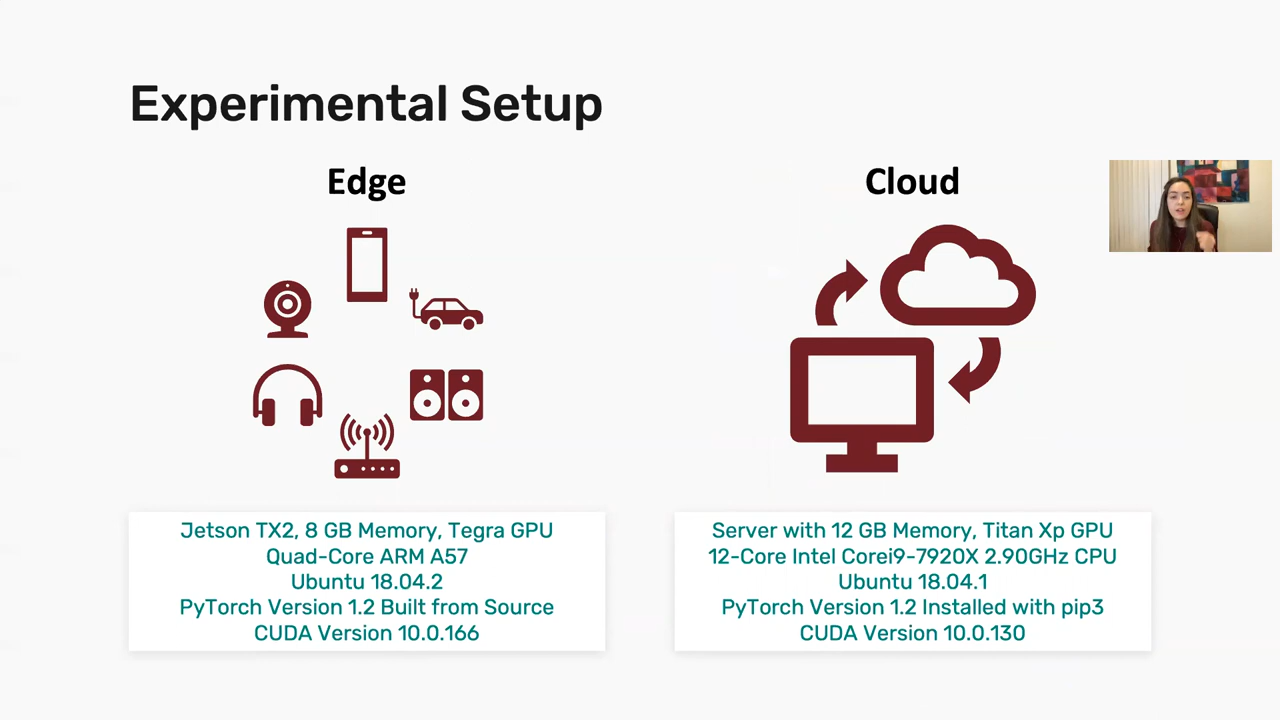 Experimental Setup
Edge
Cloud
Jetson TX2, 8 GB Memory, Tegra GPU
Quad-Core ARM A57
Ubuntu 18.04.2
PyTorch Version 1.2 Built from Source
CUDA Version 10.0.166
Server with 12 GB Memory, Titan Xp GPU
12-Core Intel Corei9-7920X 2.90GHz CPU
Ubuntu 18.04.1
PyTorch Version 1.2 Installed with pip3
CUDA Version 10.0.130